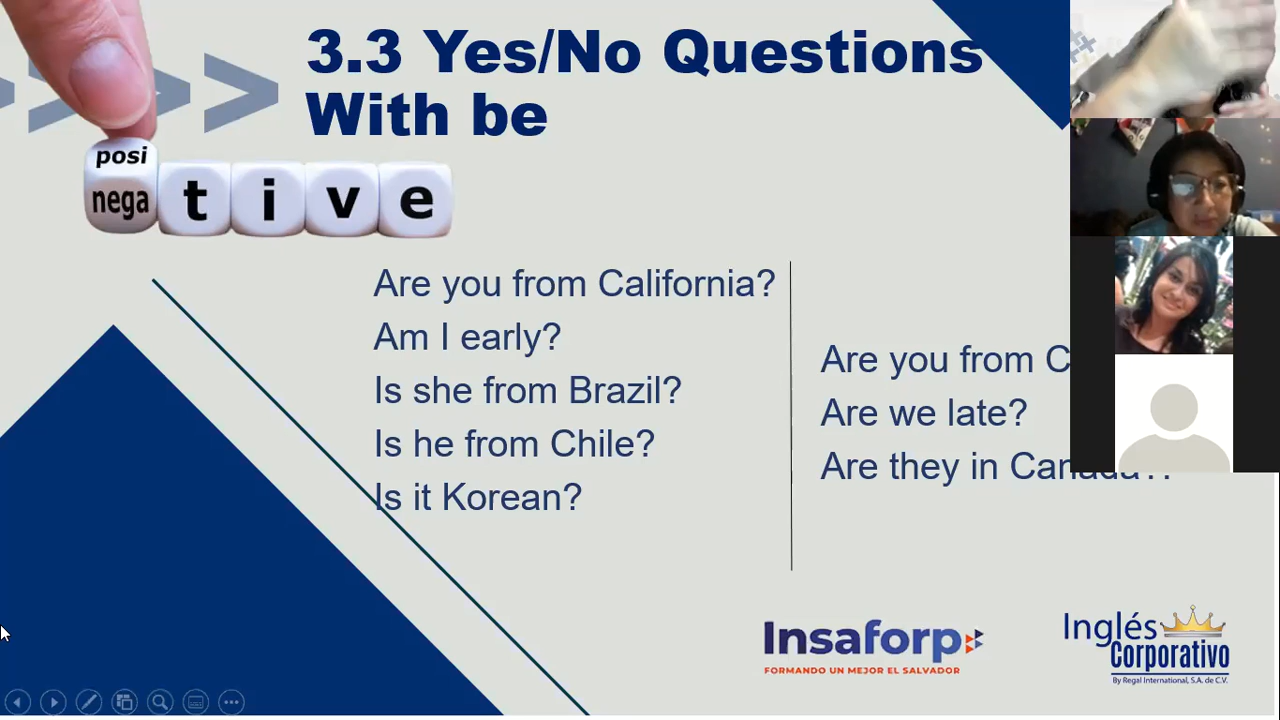 3.3 Yes/No Questions
With be
posi
nega t i v e
Are you from California?
Am I early?
Is she from Brazil?
Is he from Chile?
Is it Korean?
Are you from C
Are we late?
Are they in Canada??
Insaforp
FORMANDO UN MEJOR EL SALVADOR
Inglés
Corporativo
By Regal International, S.A. de C.V.